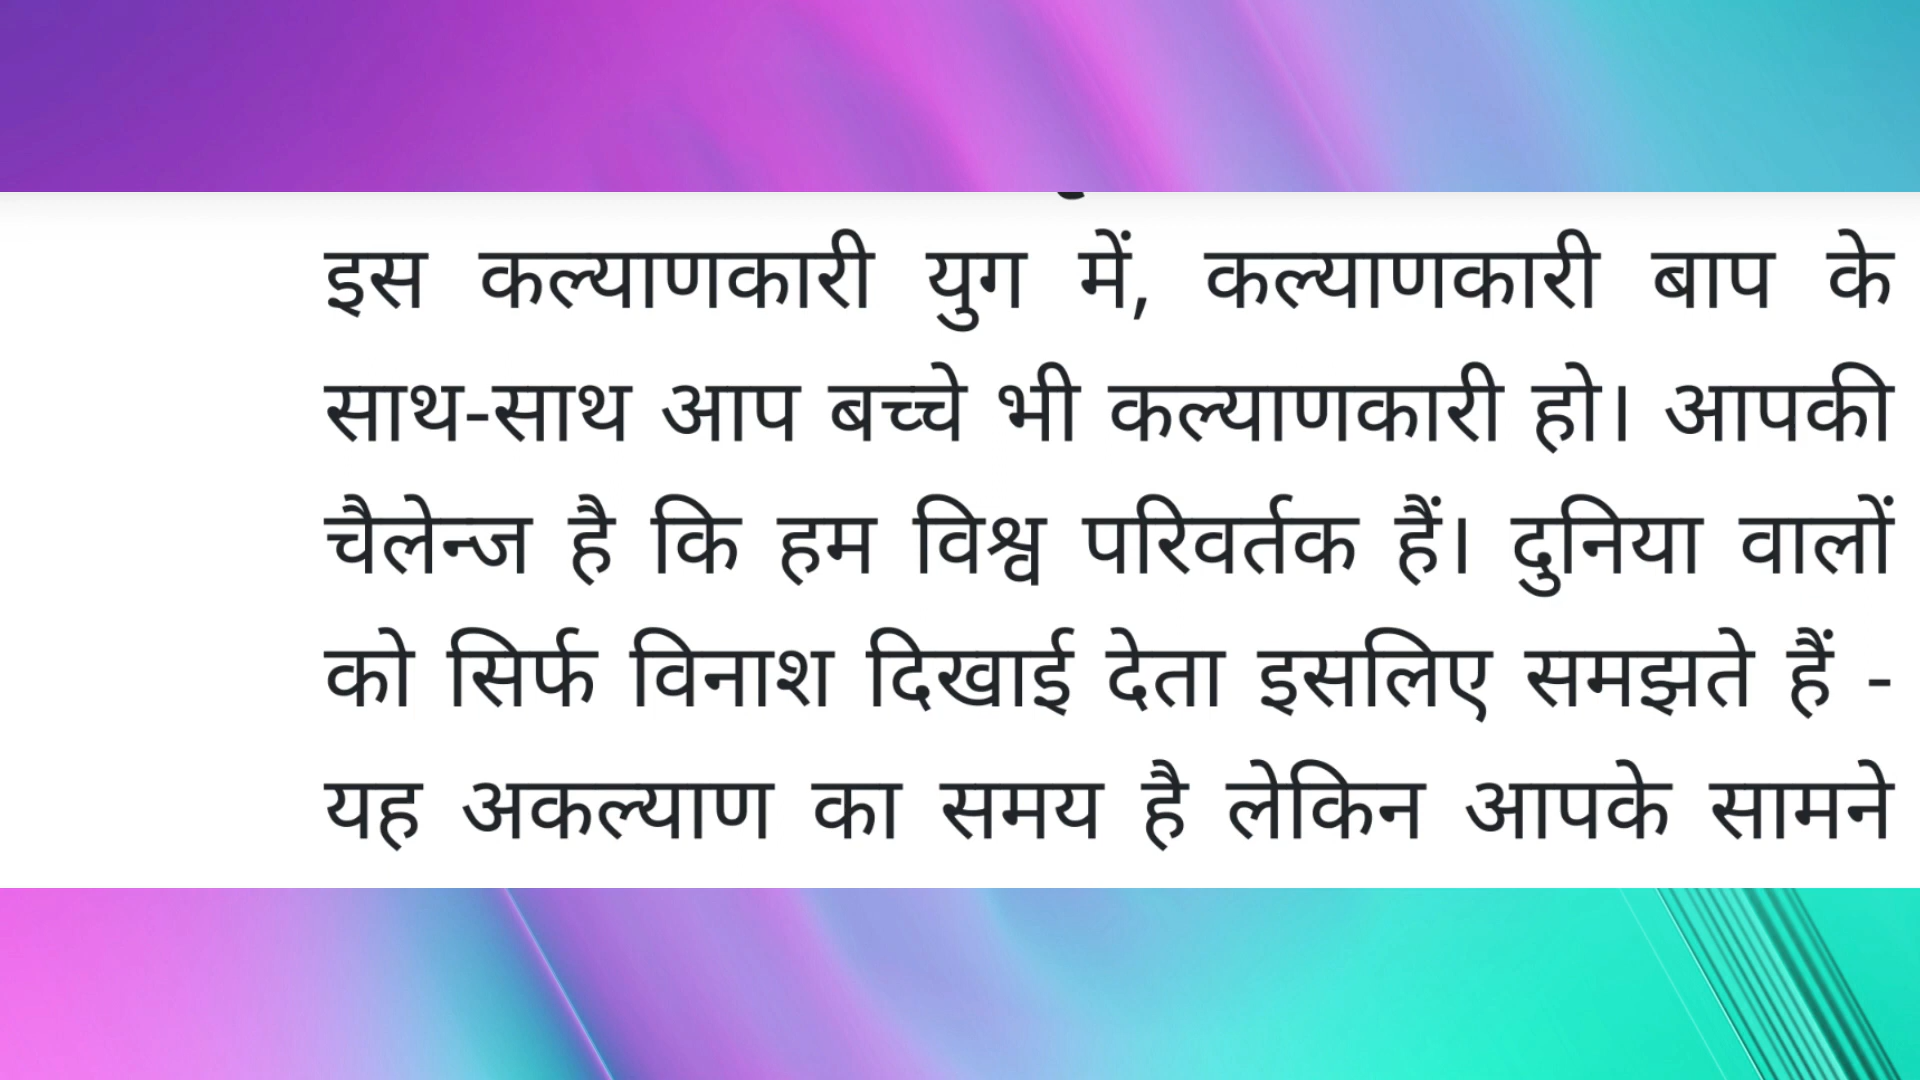 इस कल्याणकारी युग में, कल्याणकारी बाप के
साथ-साथ आप बच्चे भी कल्याणकारी हो। आपकी
चैलेन्ज है कि हम विश्व परिवर्तक हैं। दुनिया वालों
को सिर्फ विनाश दिखाई देता इसलिए समझते हैं -
यह अकल्याण का समय है लेकिन आपके सामने